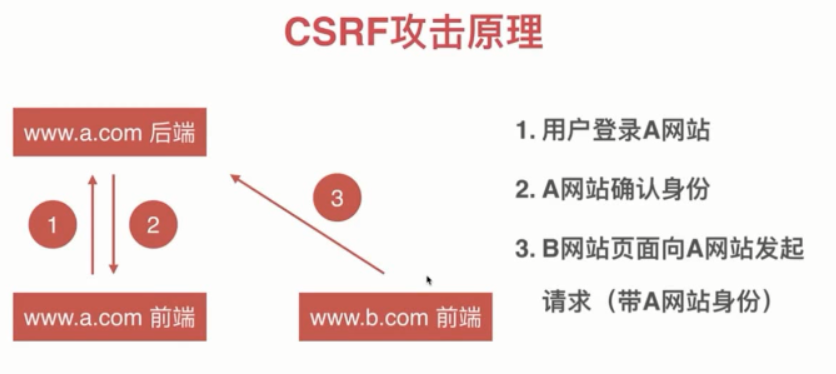 CSRF攻击原理
www.a.com 后端
1
2
3
www.a.com 前端
www.b.com 前端
1. 用户登录A网站
2. A网站确认身份
3. B网站页面向A网站发起
请求（带A网站身份）